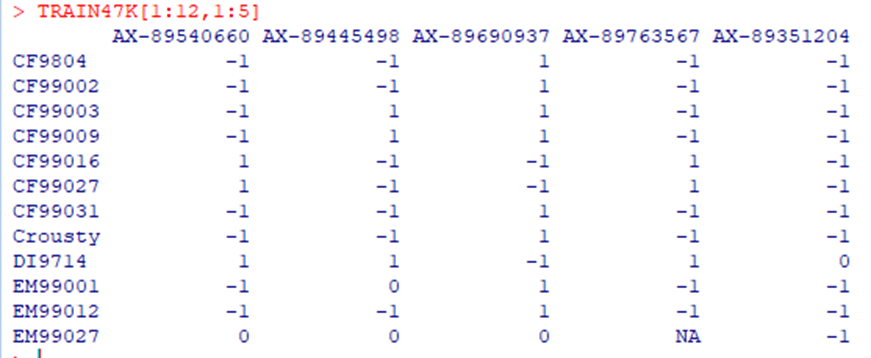 > TRAIN47K[1:12,1:5]
AX-89540660 AX-89445498 AX-89690937 AX-89763567 AX-89351204
CF9804 -1 -1 1 -1 -1
CF99002 -1 -1 1 -1 -1
CF99003 -1 1 1 -1 -1
CF99009 -1 1 1 -1 -1
CF99016 1 -1 -1 1 -1
CF99027 1 -1 -1 1 -1
CF99031 -1 -1 1 -1 -1
Crousty -1 -1 1 -1 -1
DI9714 1 1 -1 1 0
EM99001 -1 0 1 -1 -1
EM99012 -1 -1 1 -1 -1
EM99027 0 0 0 NA -1